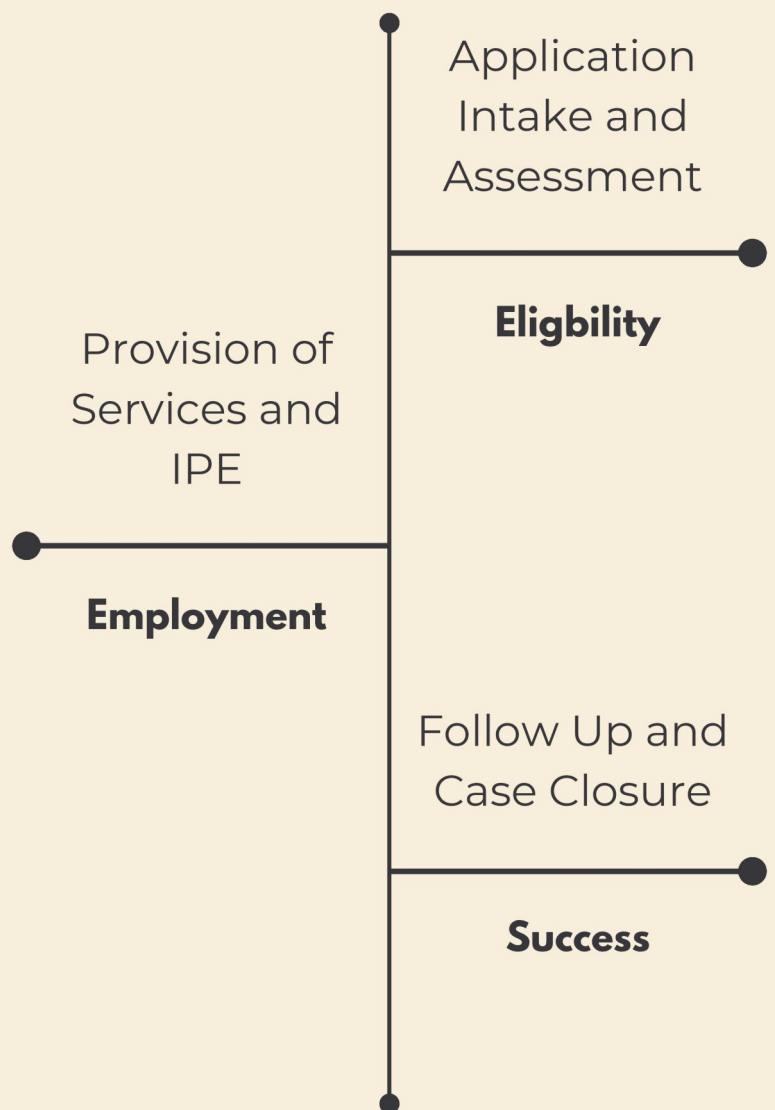 Application
Intake and
Assessment
Eligbility
Provision of
Services and
IPE
Employment
Follow Up and
Case Closure
Success